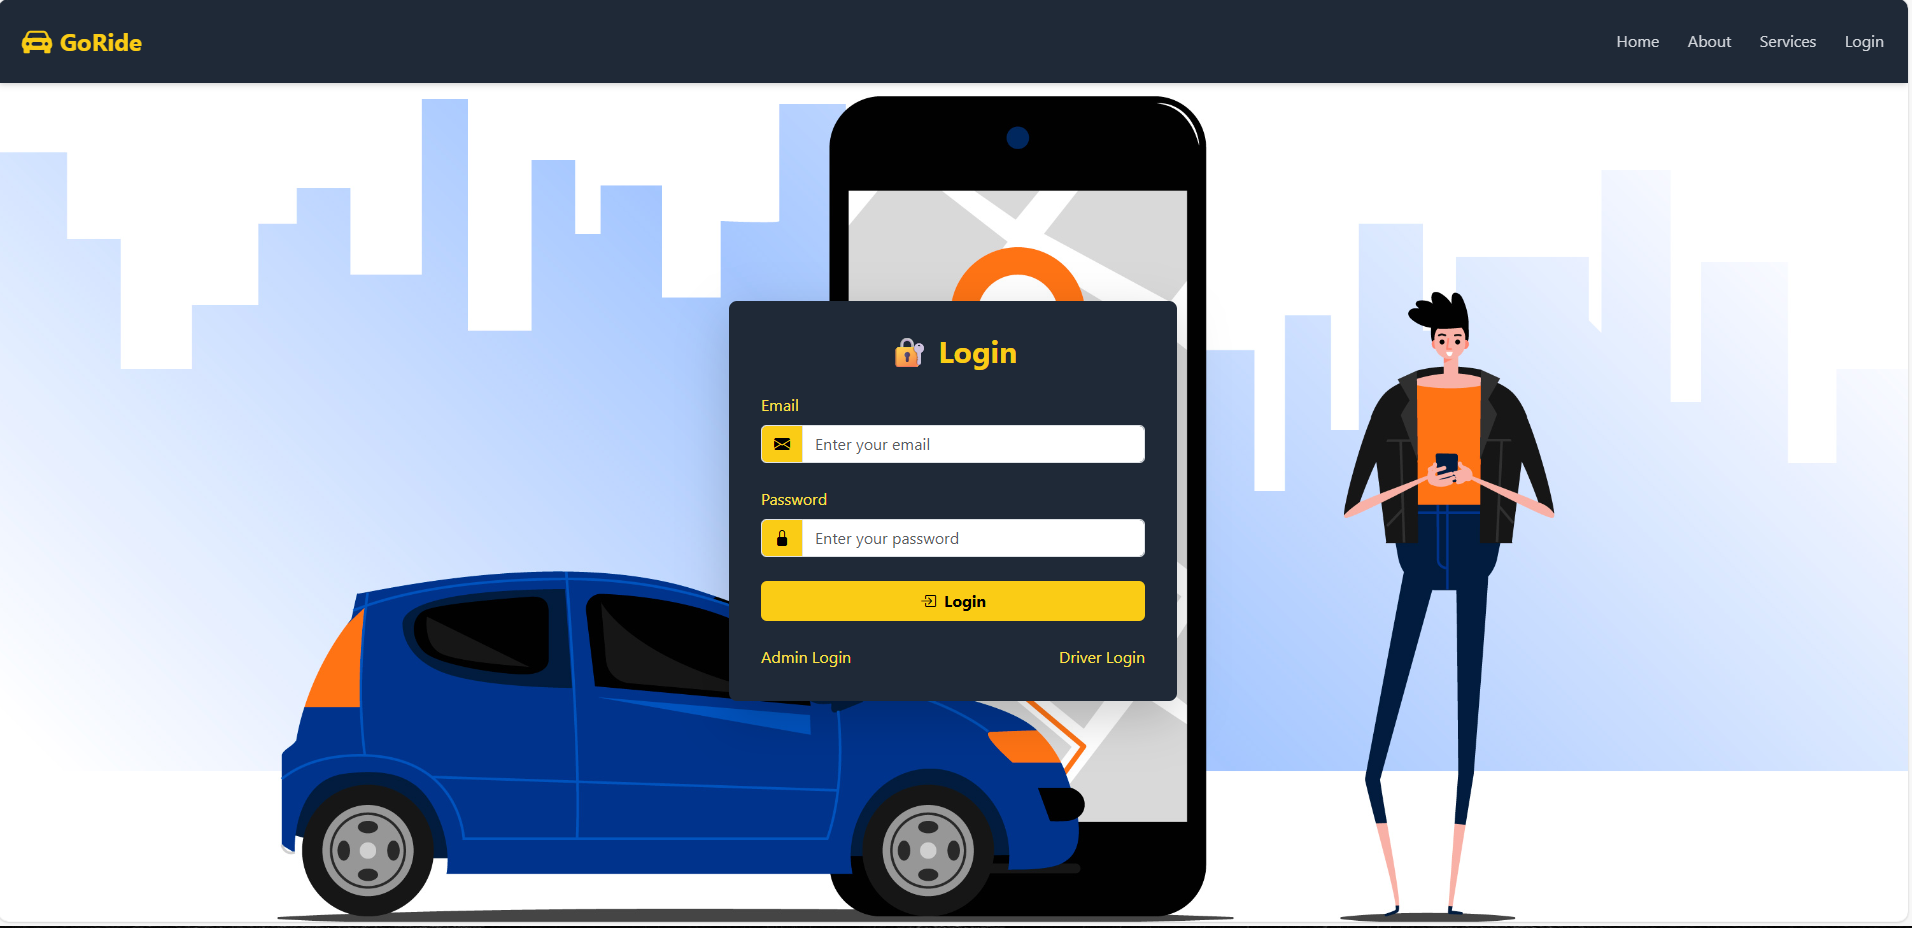 GoRide
Home About Services Login
Login
Email
Enter your email
Password
Enter your password
Login
Admin Login Driver Login